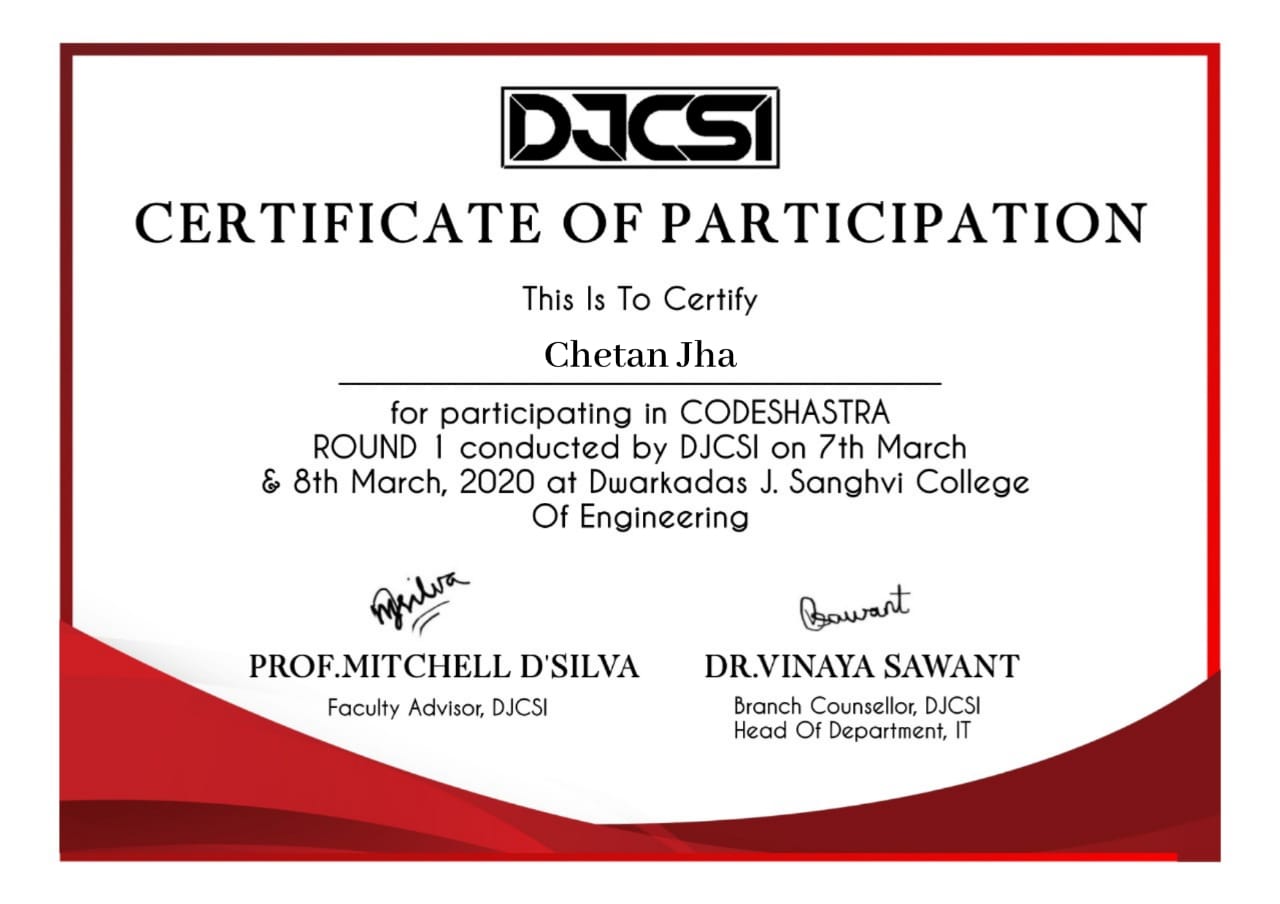 DJCSI
CERTIFICATE OF PARTICIPATION
This Is To Certify
Chetan Jha
for participating in CODESHASTRA
ROUND 1 conducted by DJCSI on 7th March
& 8th March, 2020 at Dwarkadas J. Sanghvi College
Of Engineering
PROF.MITCHELL D'SILVA
Faculty Advisor, DJCSI
DR.VINAYA SAWANT
Branch Counsellor, DJCSI
Head Of Department, IT